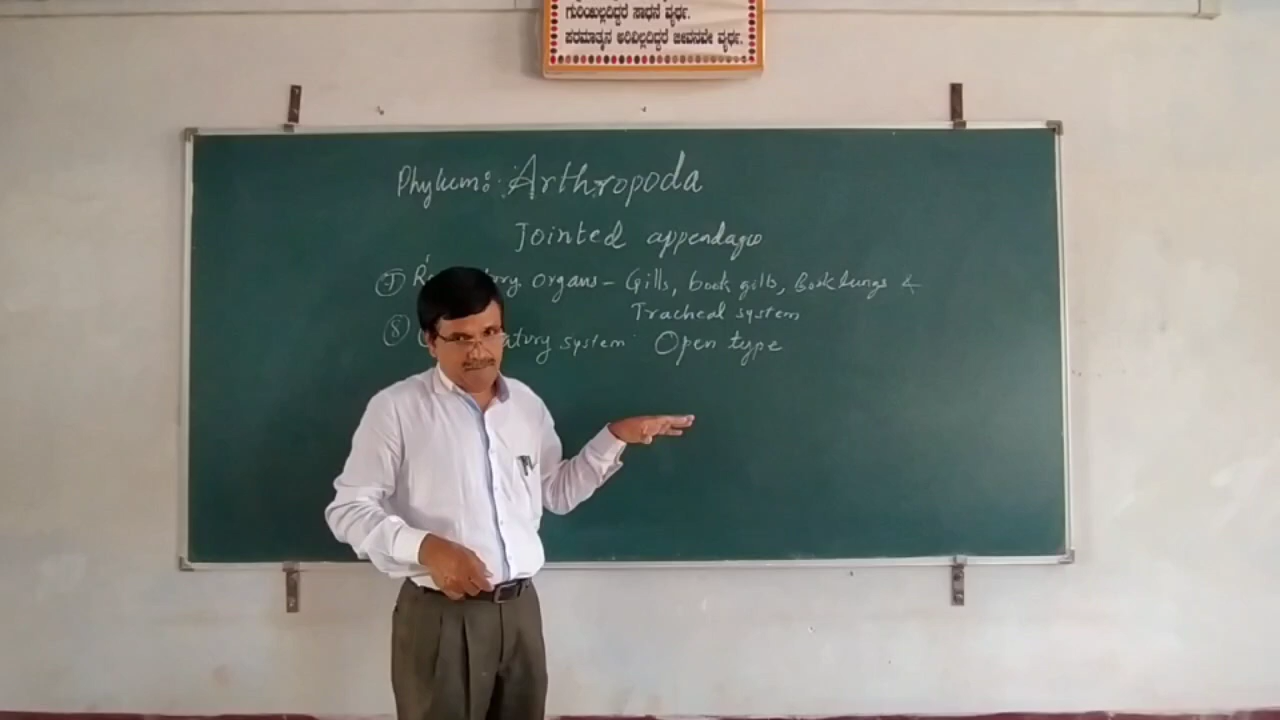 ಗುರಿಯಿಲ್ಲದಿದ್ದರೆ ಸಾಧನೆ ವ್ಯರ್ಥ.
ಪರಮಾತ್ಮನ ಅರಿವಿಲ್ಲದಿದ್ದರೆ ಜೀವನವೇ ವ್ಯರ್ಥ.
Phylum: Arthropoda
Jointed appendages
7 organs - Gills, book gills, Book lungs &
Tracheal system
8 system: Open type